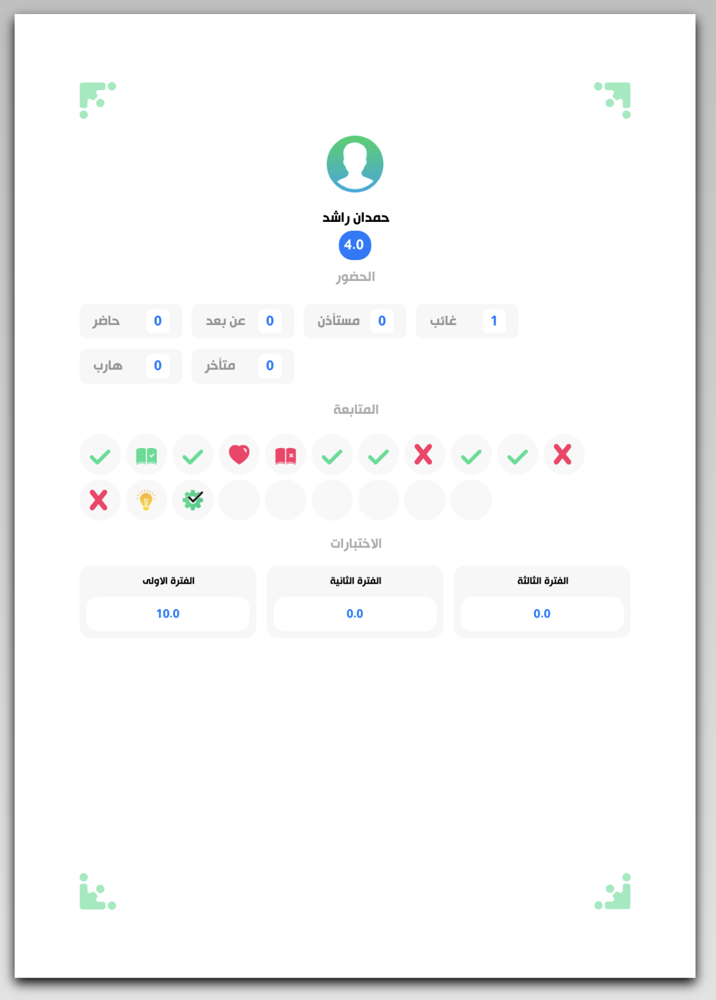 حمدان راشد
4.0
الحضور
حاضر 0 عن بعد 0 مستأذن 0 غائب 1
هارب 0 متأخر 0
المتابعة
الاختبارات
الفترة الاولى الفترة الثانية الفترة الثالثة
10.0 0.0 0.0